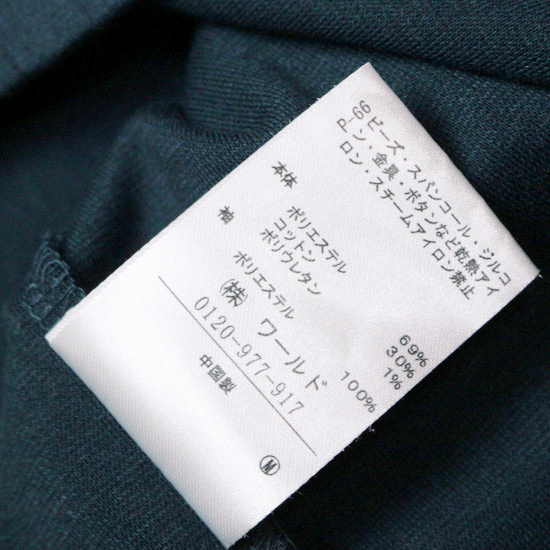 P-66
ビーズ・スパンコール・ジルコ
ン・金具・ボタンなど乾熱アイ
ロン・スチームアイロン禁止
本体 ポリエステル 69%
コットン 30%
ポリウレタン 1%
袖 ポリエステル 100%
(株) ワールド
0120-977-917
中国製
M